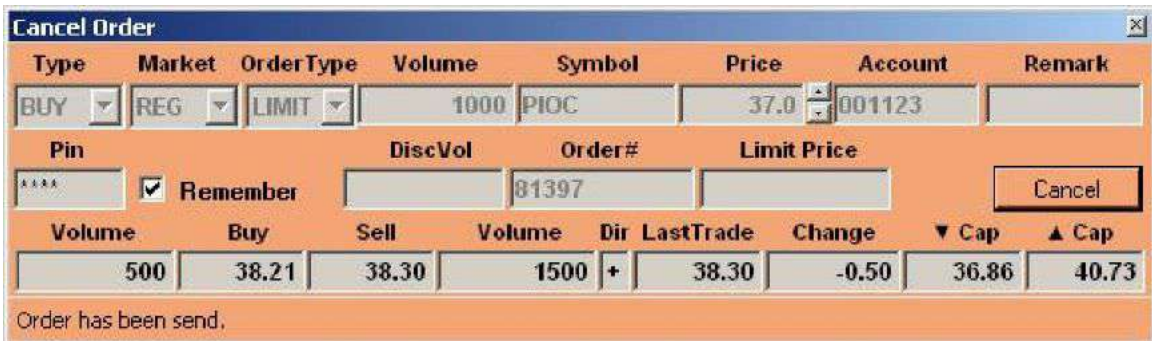 Cancel Order
Type Market OrderType Volume Symbol Price Account Remark
BUY REG LIMIT 1000 PIOC 37.0 001123
Pin DiscVol Order# Limit Price
**** Remember 81397 Cancel
Volume Buy Sell Volume Dir LastTrade Change ▼ Cap ▲ Cap
500 38.21 38.30 1500 + 38.30 -0.50 36.86 40.73
Order has been send.